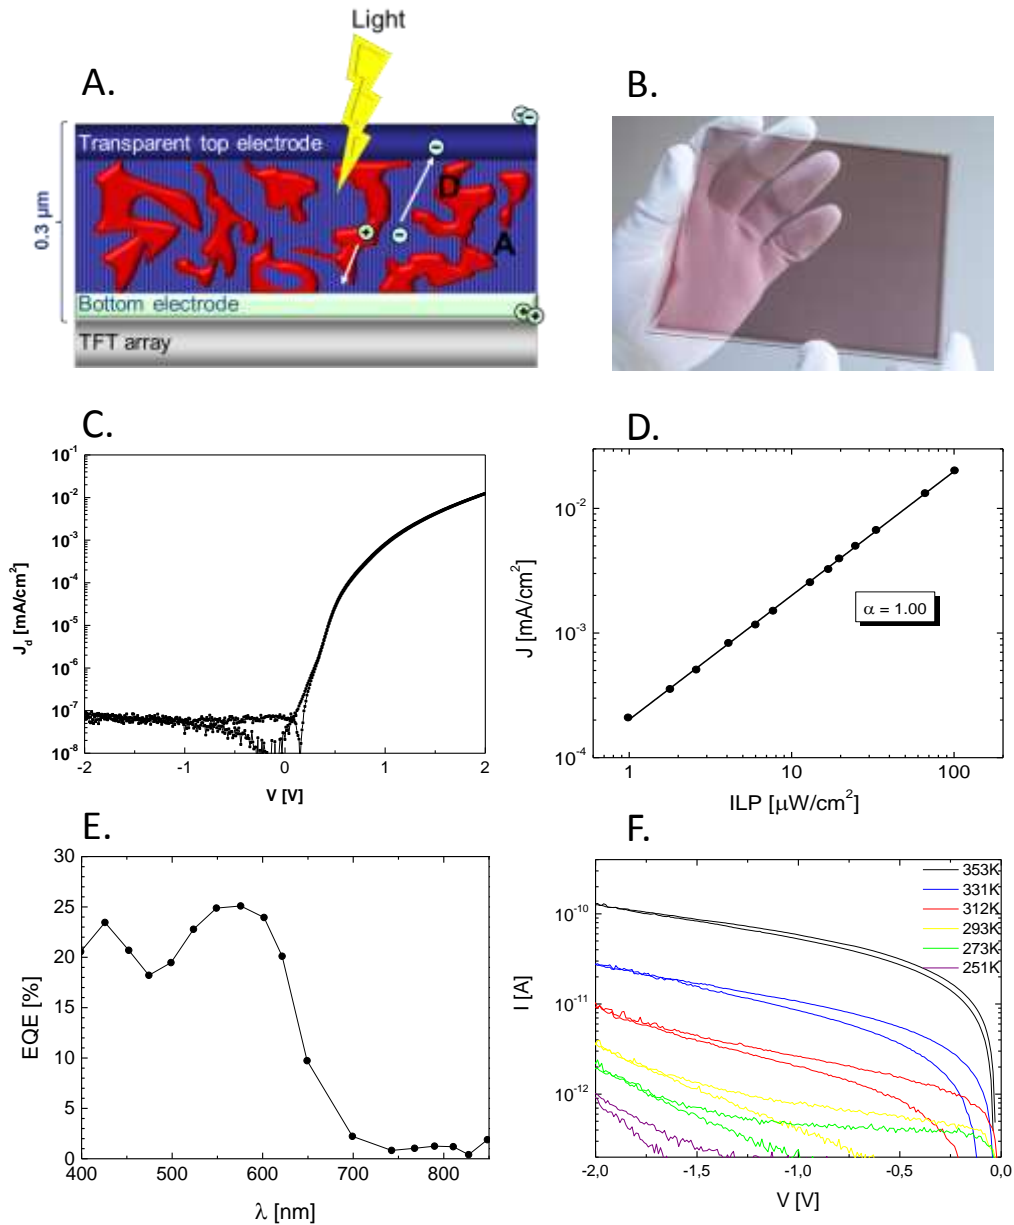 Light
A.
B.
Transparent top electrode
−
D
0.3 µm
+
−
A
Bottom electrode
TFT array
C.
D.
10⁻¹
10⁻²
10⁻³
10⁻⁴
10⁻⁵
10⁻⁶
10⁻⁷
10⁻⁸
J_d [mA/cm²]
-2
-1
0
1
2
V [V]
10⁻²
10⁻³
10⁻⁴
J [mA/cm²]
α = 1.00
1
10
100
ILP [µW/cm²]
E.
F.
30
25
20
15
10
5
0
EQE [%]
400
500
600
700
800
λ [nm]
353K
331K
312K
293K
273K
251K
10⁻¹⁰
10⁻¹¹
10⁻¹²
I [A]
-2,0
-1,5
-1,0
-0,5
0,0
V [V]